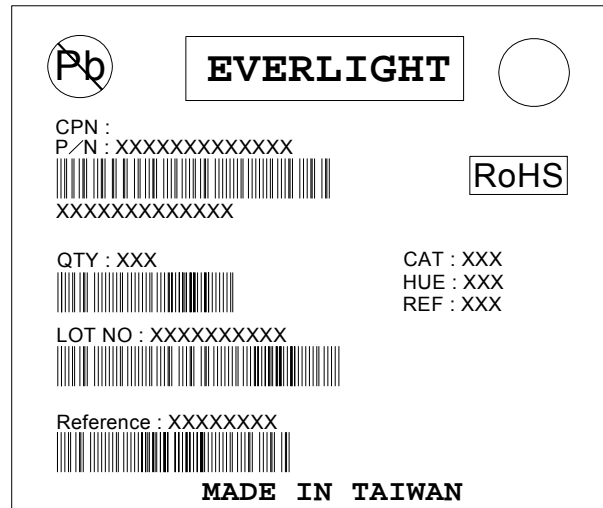 Pb
EVERLIGHT
CPN :
P/N : XXXXXXXXXXXXX
XXXXXXXXXXXXX
RoHS
QTY : XXX
CAT : XXX
HUE : XXX
REF : XXX
LOT NO : XXXXXXXXXX
Reference : XXXXXXXX
MADE IN TAIWAN